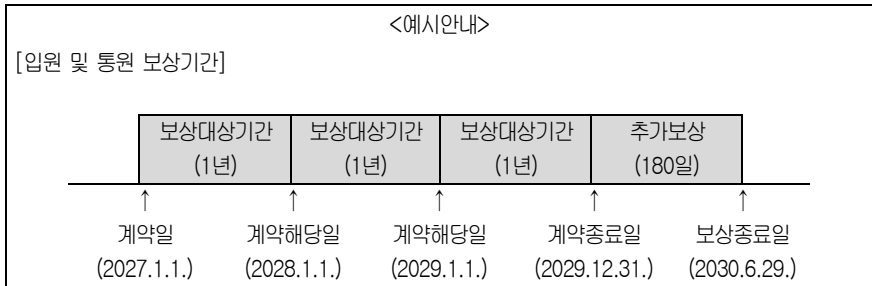 <예시안내>
[입원 및 통원 보상기간]
보상대상기간 보상대상기간 보상대상기간 추가보상
(1년) (1년) (1년) (180일)
↑ ↑ ↑ ↑ ↑
계약일 계약해당일 계약해당일 계약종료일 보상종료일
(2027.1.1.) (2028.1.1.) (2029.1.1.) (2029.12.31.) (2030.6.29.)